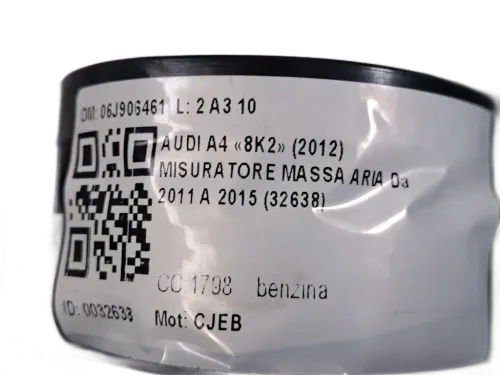 OM: 06J906461 L: 2 A3 10
AUDI A4 «8K2» (2012)
MISURATORE MASSA ARIA Da
2011 A 2015 (32638)
CC 1798 benzina
ID: 0032638 Mot: CJEB